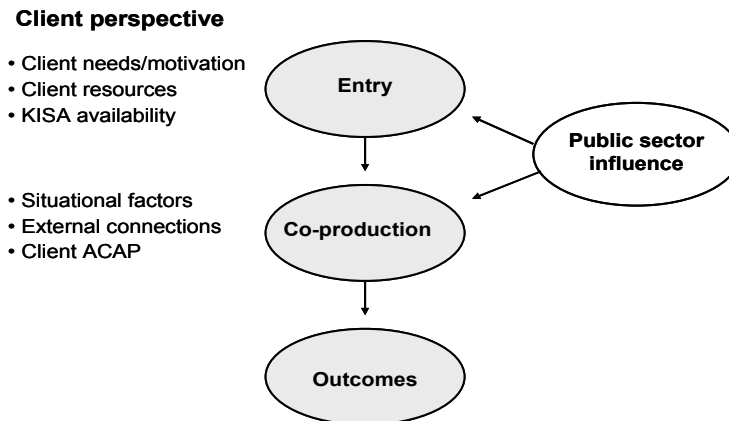 Client perspective
• Client needs/motivation
• Client resources
• KISA availability
Entry
Public sector
influence
• Situational factors
• External connections
• Client ACAP
Co-production
Outcomes